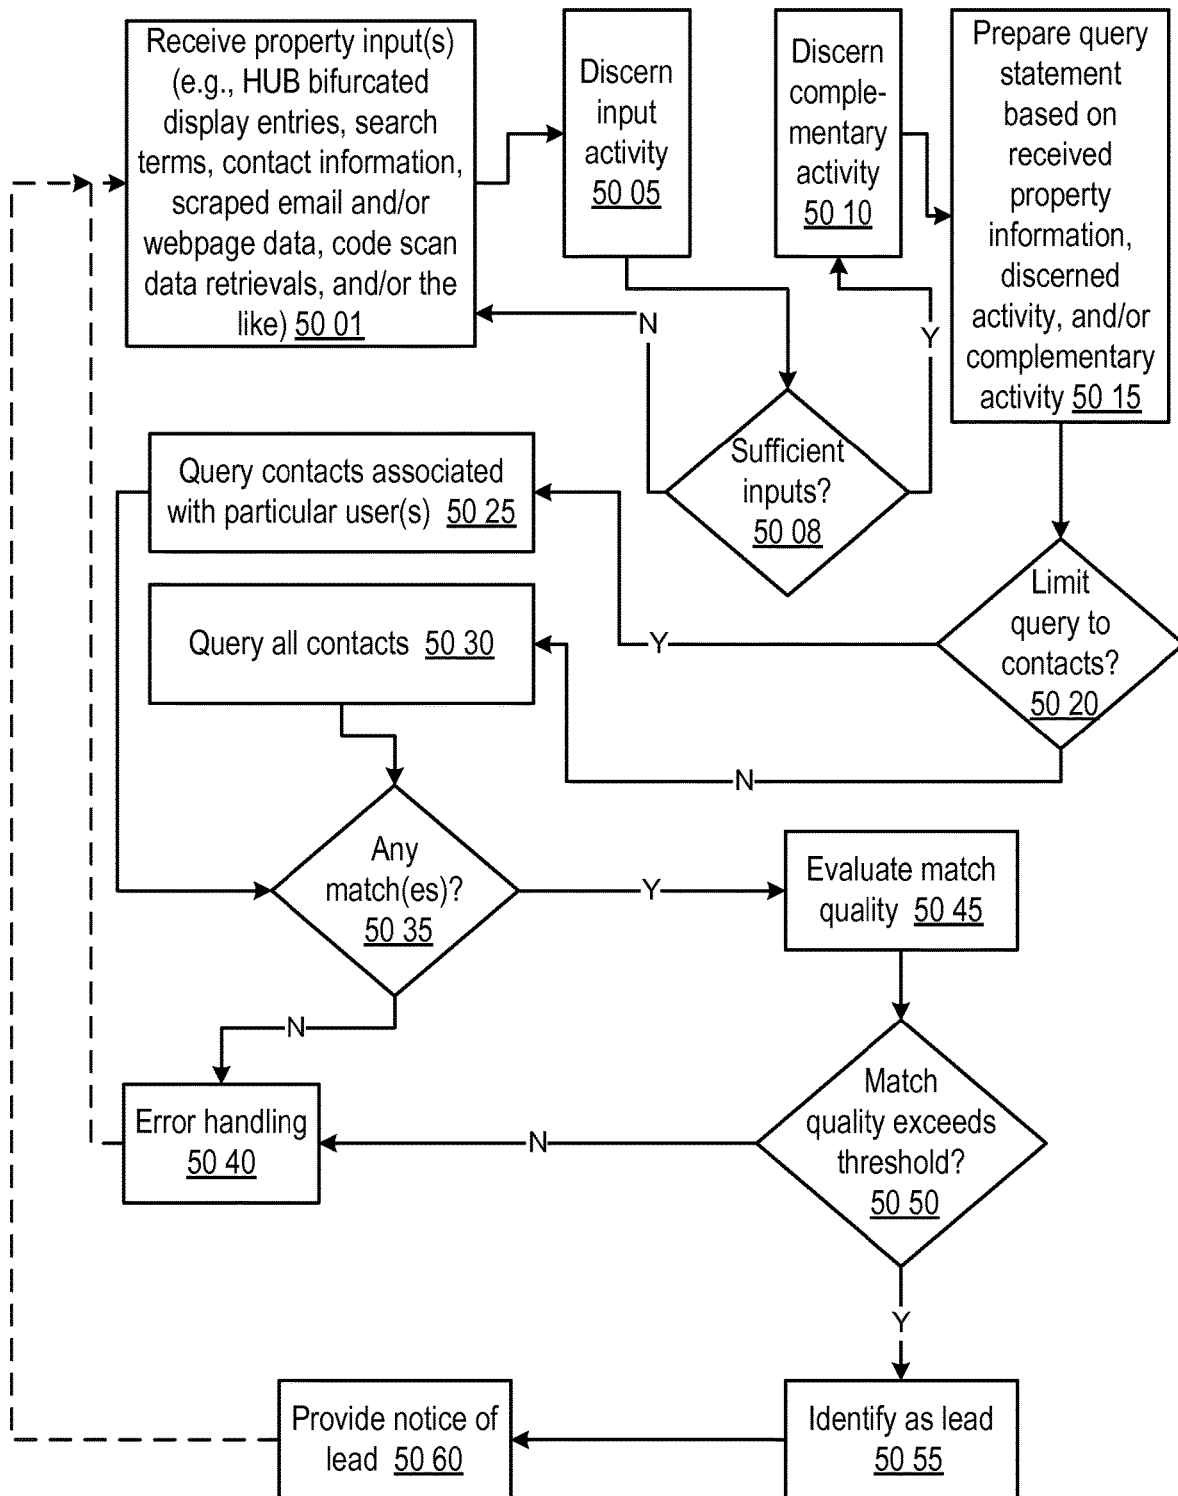 Receive property input(s)
(e.g., HUB bifurcated
display entries, search
terms, contact information,
scraped email and/or
webpage data, code scan
data retrievals, and/or the
like) 50 01
Discern
input
activity
50 05
Discern
comple-
mentary
activity
50 10
Prepare query
statement
based on
received
property
information,
discerned
activity, and/or
complementary
activity 50 15
N
Y
Sufficient
inputs?
50 08
Query contacts associated
with particular user(s) 50 25
Limit
query to
contacts?
50 20
Y
Query all contacts 50 30
N
Any
match(es)?
50 35
Y
Evaluate match
quality 50 45
N
Error handling
50 40
Match
quality exceeds
threshold?
50 50
N
Y
Provide notice of
lead 50 60
Identify as lead
50 55